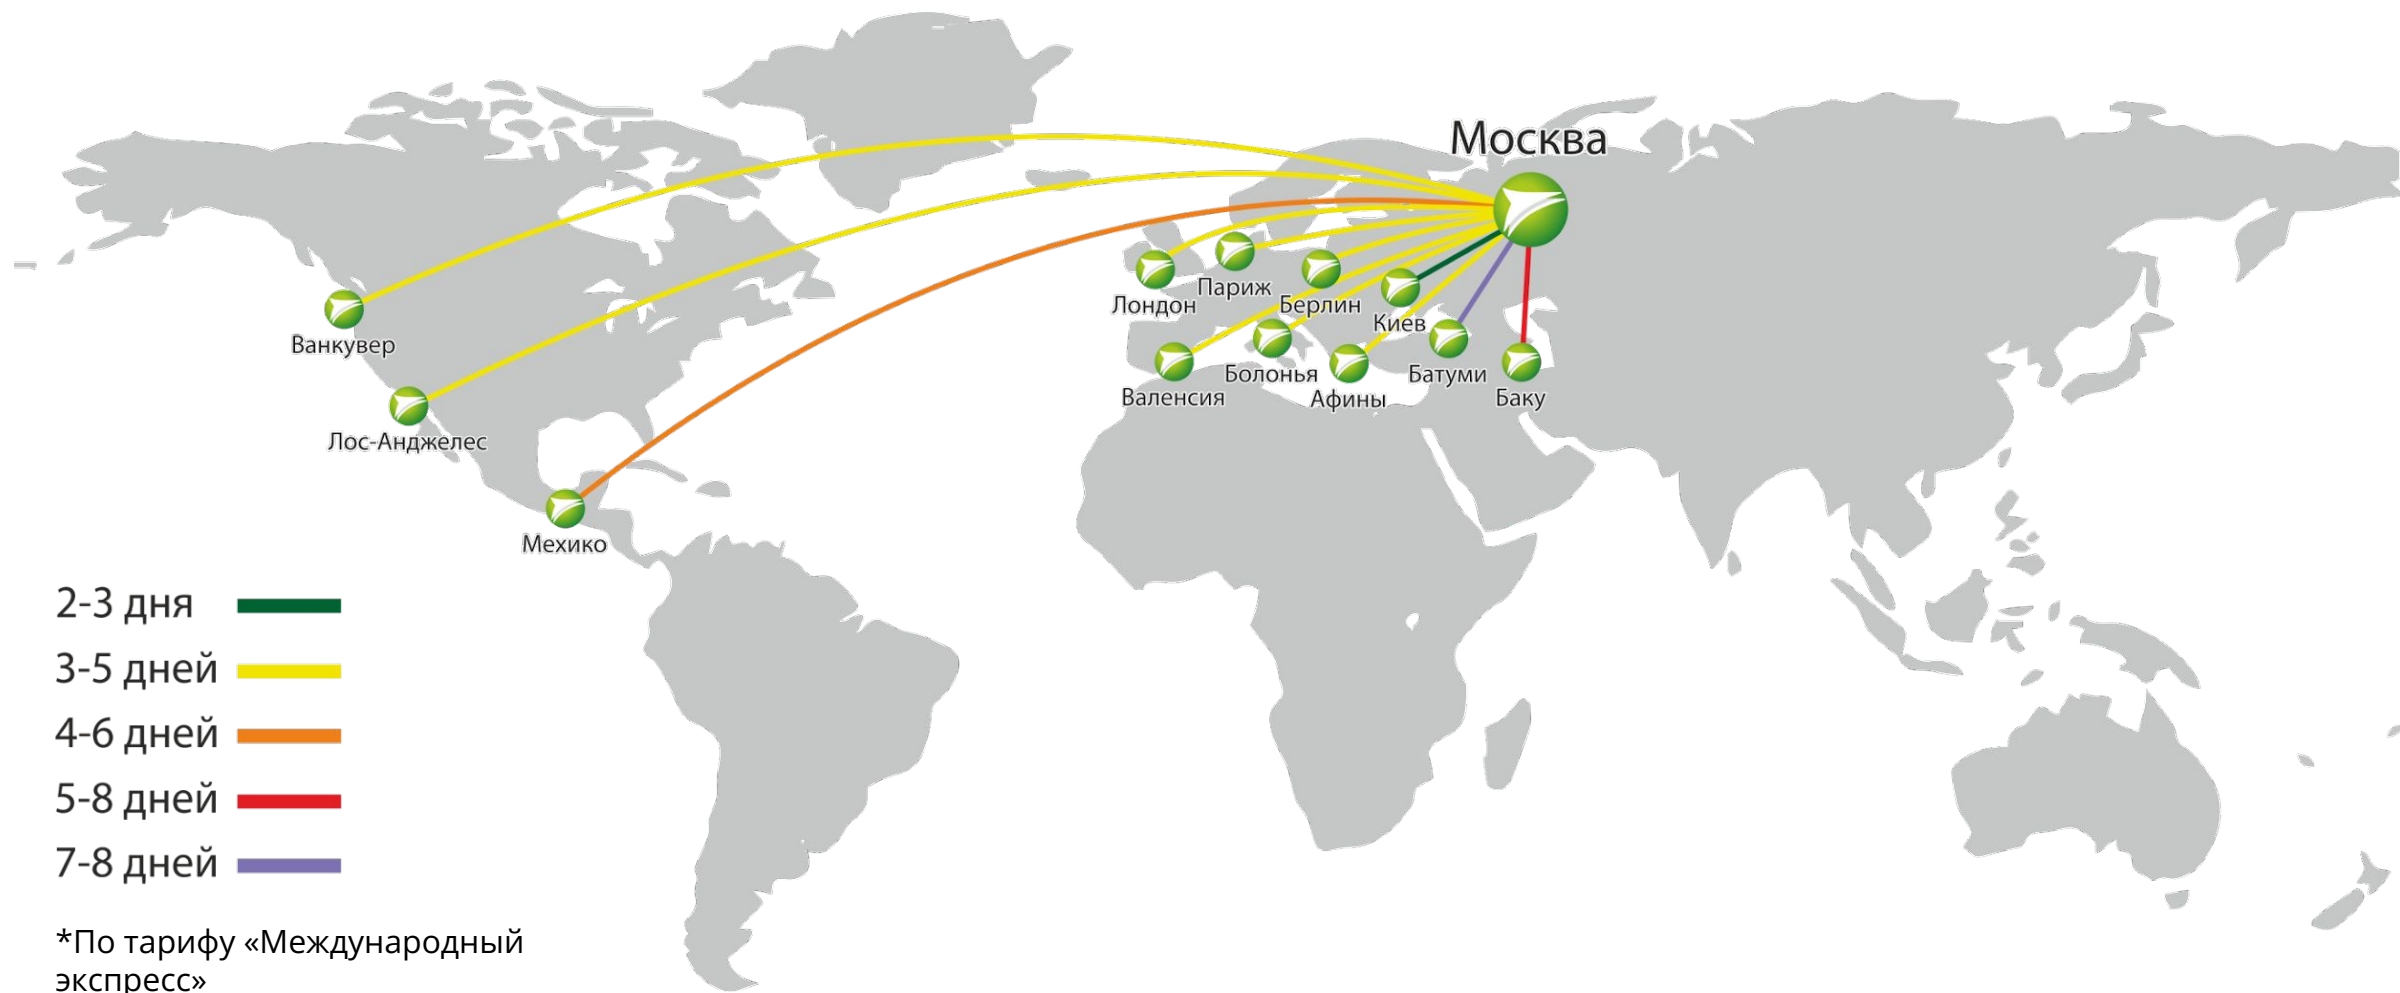 Москва
Ванкувер
Лос-Анджелес
Мехико
Лондон
Париж
Берлин
Киев
Валенсия
Болонья
Афины
Батуми
Баку
2-3 дня
3-5 дней
4-6 дней
5-8 дней
7-8 дней
*По тарифу «Международный
экспресс»